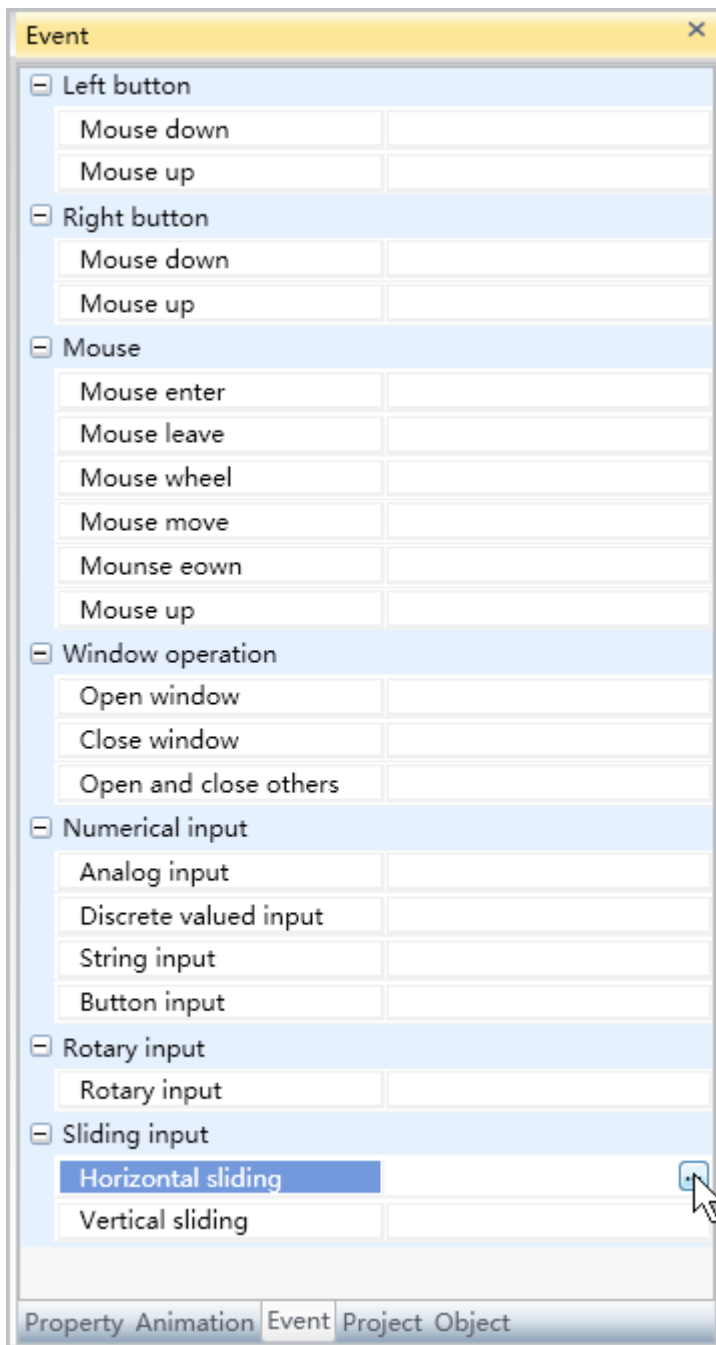 Event
Left button
Mouse down
Mouse up
Right button
Mouse down
Mouse up
Mouse
Mouse enter
Mouse leave
Mouse wheel
Mouse move
Mounse eown
Mouse up
Window operation
Open window
Close window
Open and close others
Numerical input
Analog input
Discrete valued input
String input
Button input
Rotary input
Rotary input
Sliding input
Horizontal sliding
Vertical sliding
Property Animation Event Project Object